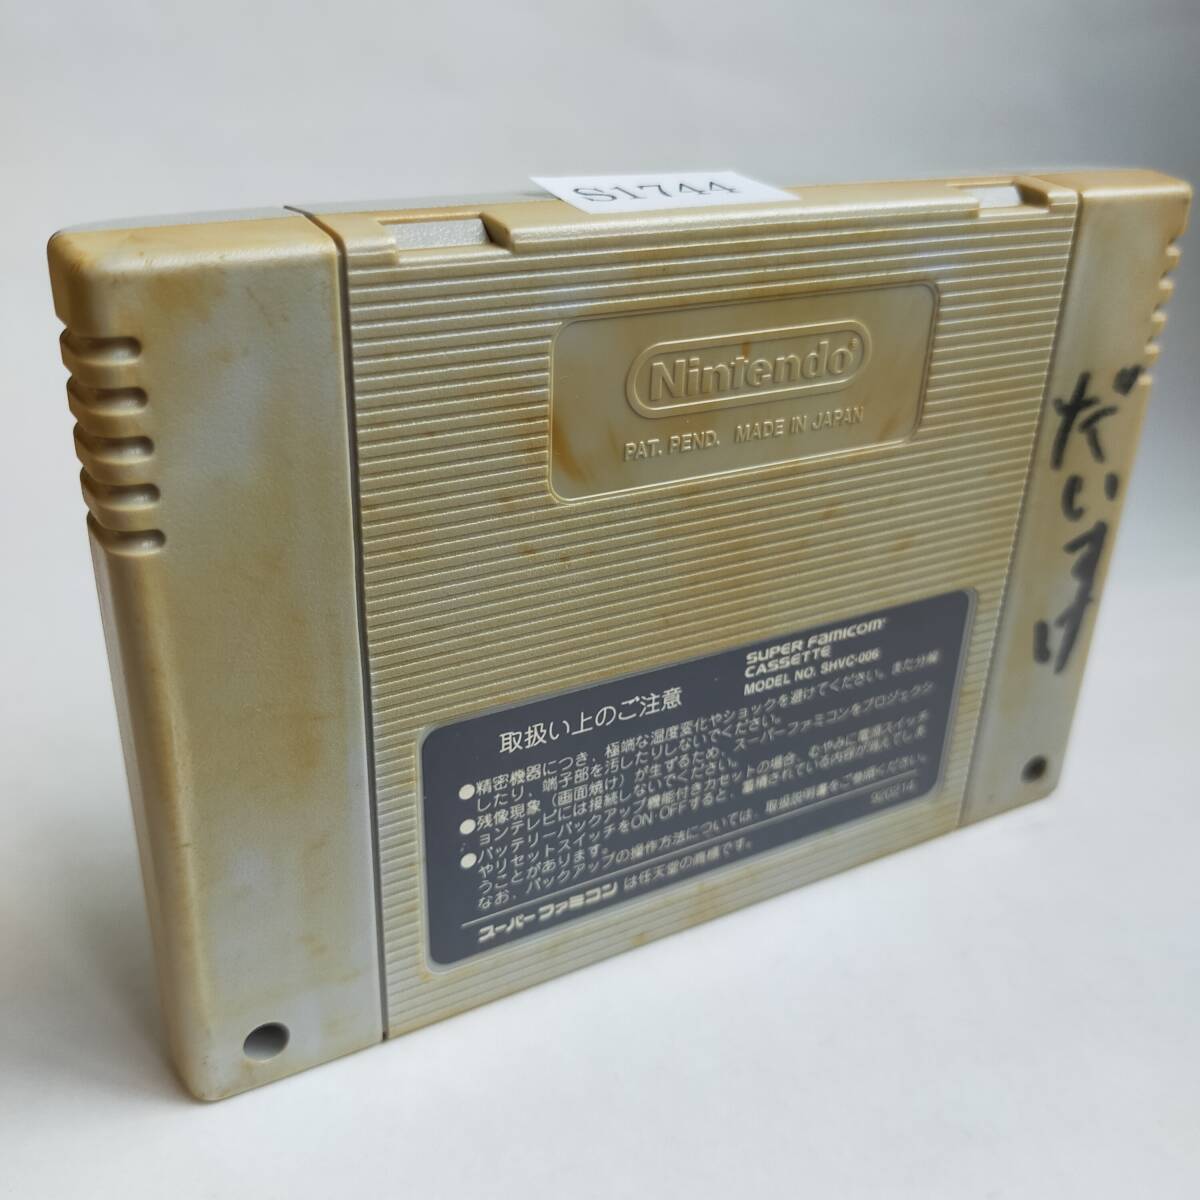 S1744
Nintendo
PAT. PEND. MADE IN JAPAN
だいすけ
SUPER FAMICOM
CASSETTE
MODEL NO. SHVC-006
取扱い上のご注意
●精密機器につき、極端な温度変化やショックを避けてください。また分解
したり、端子部を汚したりしないでください。
●残像現象（画面焼け）が生ずるため、スーパーファミコンをプロジェクシ
ョンテレビには接続しないでください。
●バッテリーバックアップ機能付きカセットの場合、むやみに電源スイッチ
やリセットスイッチをON・OFFすると、蓄積されている内容が消えてしま
うことがあります。
なお、バックアップの操作方法については、取扱説明書をご参照ください。
920214
スーパーファミコンは任天堂の商標です。